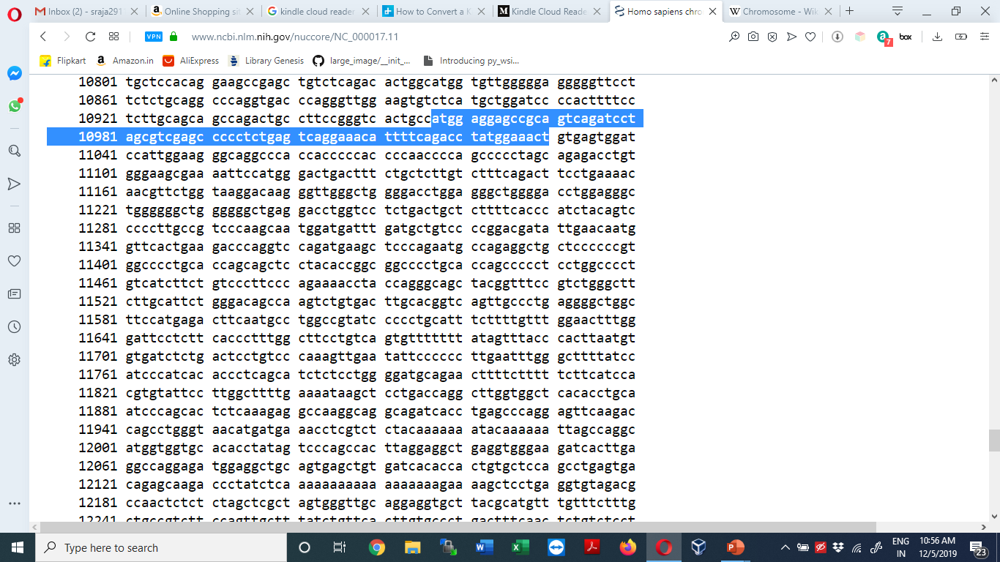 Inbox (2) - sraja291
Online Shopping sit
kindle cloud reader
How to Convert a K
Kindle Cloud Reade
Homo sapiens chro
Chromosome - Wik
VPN www.ncbi.nlm.nih.gov/nuccore/NC_000017.11
7 box
Flipkart Amazon.in AliExpress Library Genesis large_image/__init_... Introducing py_wsi...
10801 tgctccacag gaagccgagc tgtctcagac actggcatgg tgttggggga gggggttcct
10861 tctctgcagg cccaggtgac ccagggttgg aagtgtctca tgctggatcc ccacttttcc
10921 tcttgcagca gccagactgc cttccgggtc actgccatgg aggagccgca gtcagatcct
10981 agcgtcgagc cccctctgag tcaggaaaca ttttcagacc tatggaaact gtgagtggat
11041 ccattggaag ggcaggccca ccacccccac cccaacccca gccccctagc agagacctgt
11101 gggaagcgaa aattccatgg gactgacttt ctgctcttgt ctttcagact tcctgaaaac
11161 aacgttctgg taaggacaag ggttgggctg gggacctgga gggctgggga cctggagggc
11221 tggggggctg gggggctgag gacctggtcc tctgactgct cttttcaccc atctacagtc
11281 ccccttgccg tcccaagcaa tggatgattt gatgctgtcc ccggacgata ttgaacaatg
11341 gttcactgaa gacccaggtc cagatgaagc tcccagaatg ccagaggctg ctccccccgt
11401 ggcccctgca ccagcagctc ctacaccggc ggcccctgca ccagccccct cctggcccct
11461 gtcatcttct gtcccttccc agaaaaccta ccagggcagc tacggtttcc gtctgggctt
11521 cttgcattct gggacagcca agtctgtgac ttgcacggtc agttgccctg aggggctggc
11581 ttccatgaga cttcaatgcc tggccgtatc cccctgcatt tcttttgttt ggaactttgg
11641 gattcctctt caccctttgg cttcctgtca gtgttttttt atagtttacc cacttaatgt
11701 gtgatctctg actcctgtcc caaagttgaa tattcccccc ttgaatttgg gcttttatcc
11761 atcccatcac accctcagca tctctcctgg ggatgcagaa cttttctttt tcttcatcca
11821 cgtgtattcc ttggcttttg aaaataagct cctgaccagg cttggtggct cacacctgca
11881 atcccagcac tctcaaagag gccaaggcag gcagatcacc tgagcccagg agttcaagac
11941 cagcctgggt aacatgatga aacctcgtct ctacaaaaaa atacaaaaaa ttagccaggc
12001 atggtggtgc acacctatag tcccagccac ttaggaggct gaggtgggaa gatcacttga
12061 ggccaggaga tggaggctgc agtgagctgt gatcacacca ctgtgctcca gcctgagtga
12121 cagagcaaga ccctatctca aaaaaaaaaa aaaaaaagaa aagctcctga ggtgtagacg
12181 ccaactctct ctagctcgct agtgggttgc aggaggtgct tacgcatgtt tgtttctttg
12241 ctgccgtctt ccagttgctt tatctgttca cttgtgccct gactttcaac tctgtctcct
Type here to search
ENG
IN
10:56 AM
12/5/2019
23